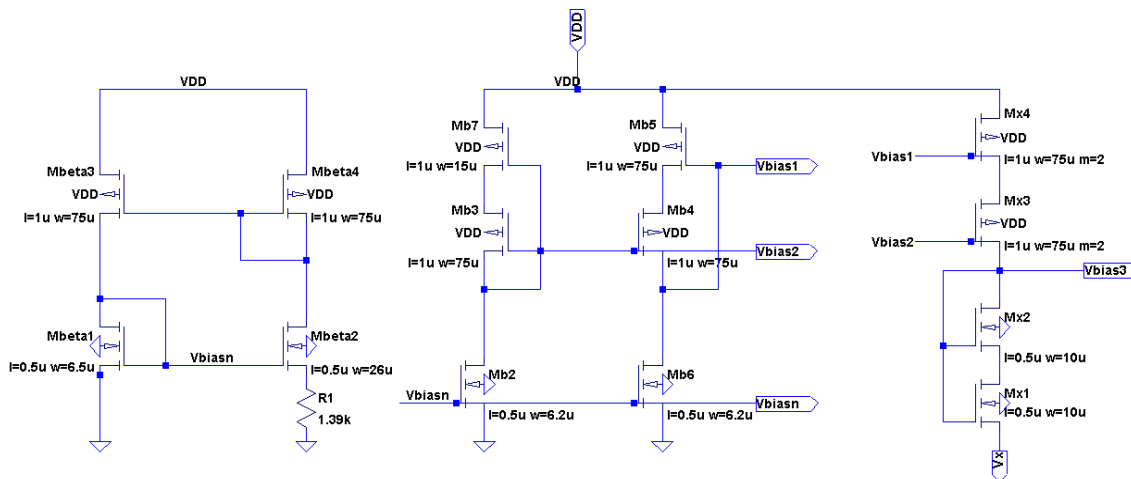 VDD
VDD
VDD
Mbeta3
VDD
l=1u w=75u
Mbeta4
VDD
l=1u w=75u
Mbeta1
l=0.5u w=6.5u
Vbiasn
Mbeta2
l=0.5u w=26u
R1
1.39k
Mb7
VDD
l=1u w=15u
Mb5
VDD
l=1u w=75u
Vbias1
Mb3
VDD
l=1u w=75u
Mb4
VDD
l=1u w=75u
Vbias2
Vbiasn
Mb2
l=0.5u w=6.2u
Mb6
l=0.5u w=6.2u
Vbiasn
Mx4
VDD
Vbias1
l=1u w=75u m=2
Mx3
VDD
Vbias2
l=1u w=75u m=2
Vbias3
Mx2
l=0.5u w=10u
Mx1
l=0.5u w=10u
Vx